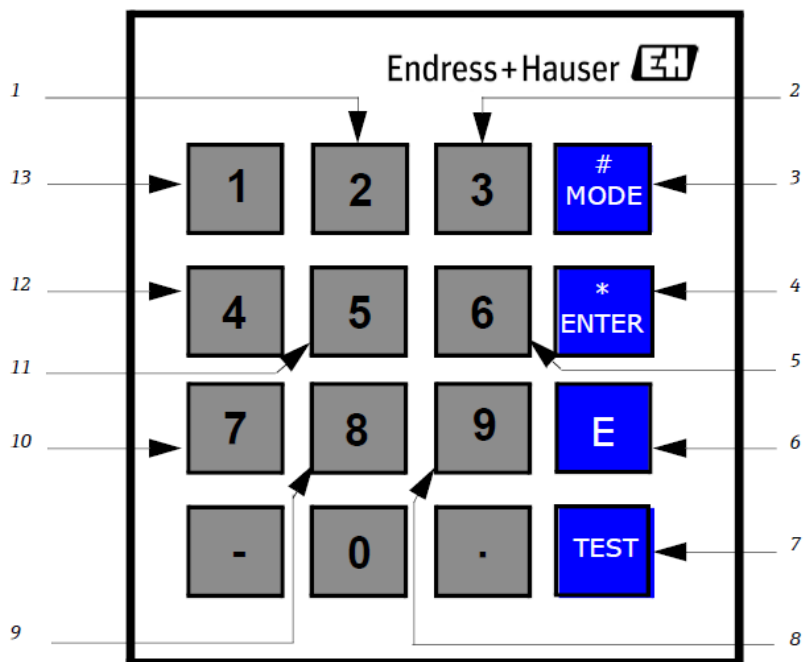 Endress+Hauser EH
1 2
13 1 2 3 # MODE 3
12 4 5 6 * ENTER 4
11 5
10 7 8 9 E 6
- 0 . TEST 7
9 8